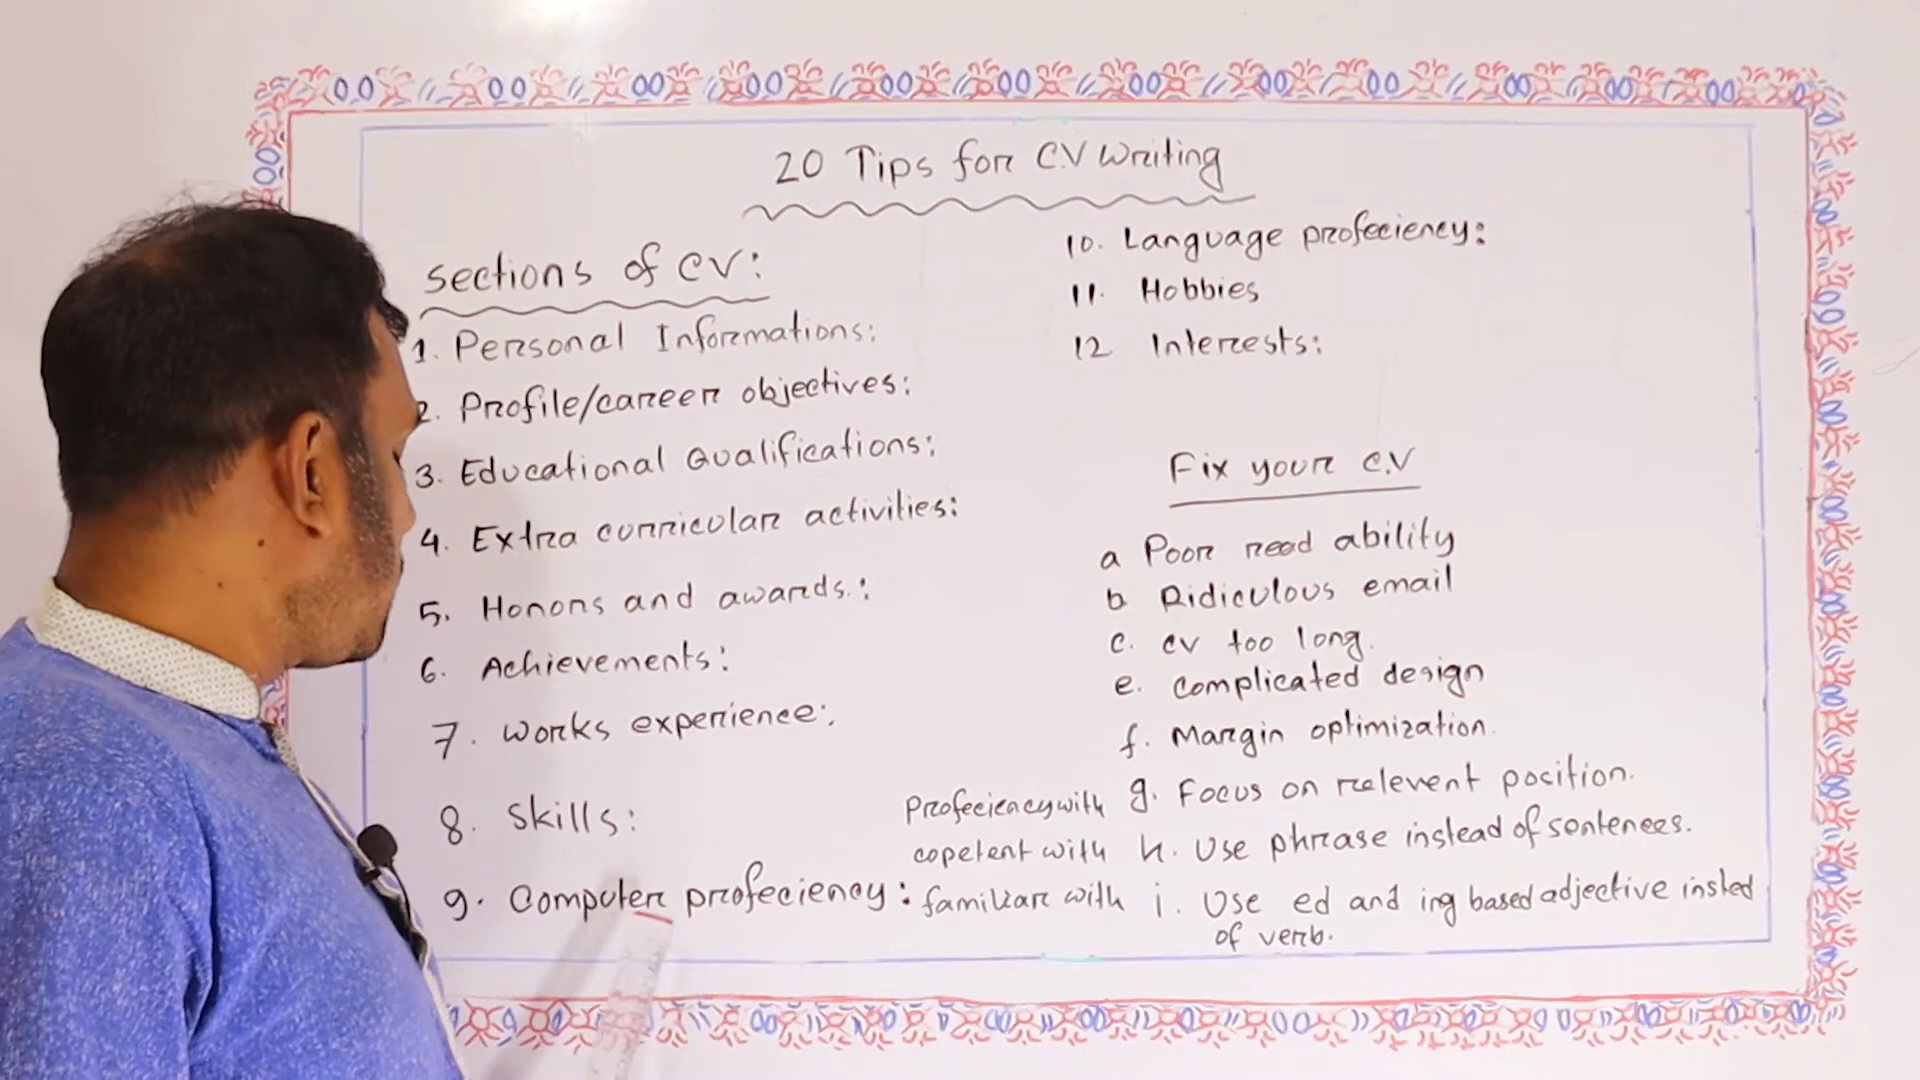 20 Tips for C.V Writing
Sections of CV:
1. Personal Informations:
2. Profile/career objectives:
3. Educational Qualifications:
4. Extra curricular activities:
5. Honors and awards.:
6. Achievements:
7. Works experience:
8. Skills:
9. Computer profeciency:
Profeciencywith
copetent with
familiar with
10. Language profeciency:
11. Hobbies
12 Interests:
Fix your C.V
a Poor read ability
b Ridiculous email
c. cv too long.
e. complicated design
f. Margin optimization.
g. Focus on relevent position.
h. Use phrase instead of sentences.
i. Use ed and ing based adjective insted
of verb.